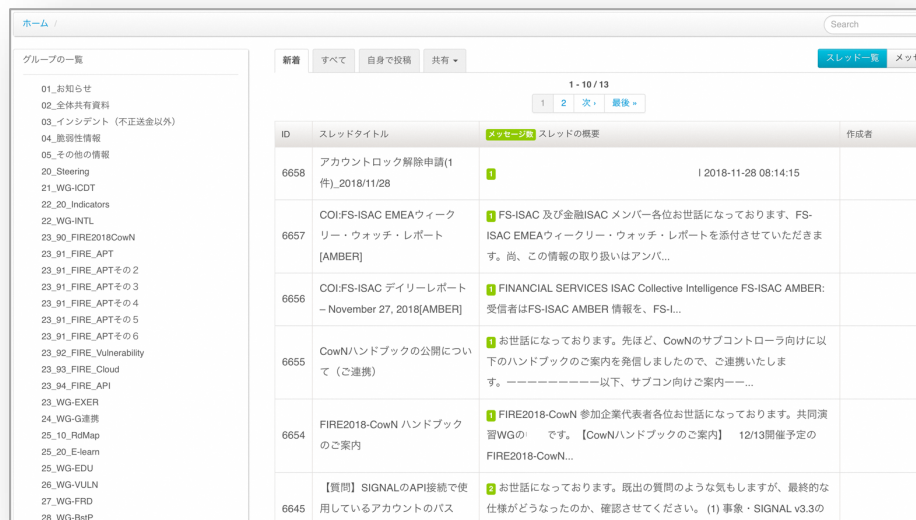 ホーム /
Search
グループの一覧
01_お知らせ
02_全体共有資料
03_インシデント（不正送金以外）
04_脆弱性情報
05_その他の情報
20_Steering
21_WG-ICDT
22_20_Indicators
22_WG-INTL
23_90_FIRE2018CowN
23_91_FIRE_APT
23_91_FIRE_APTその２
23_91_FIRE_APTその３
23_91_FIRE_APTその４
23_91_FIRE_APTその５
23_91_FIRE_APTその６
23_92_FIRE_Vulnerability
23_93_FIRE_Cloud
23_94_FIRE_API
23_WG-EXER
24_WG-G連携
25_10_RdMap
25_20_E-learn
25_WG-EDU
26_WG-VULN
27_WG-FRD
28_WG-BstP
新着 すべて 自身で投稿 共有
スレッド一覧 メッセ
1 - 10 / 13
1 2 次 › 最後 »
ID スレッドタイトル メッセージ数 スレッドの概要 作成者
6658
アカウントロック解除申請(1
件)_2018/11/28
1
| 2018-11-28 08:14:15
6657
COI:FS-ISAC EMEAウィーク
リー・ウォッチ・レポート
[AMBER]
1 FS-ISAC 及び金融ISAC メンバー各位お世話になっております、FS-
ISAC EMEAウィークリー・ウォッチ・レポートを添付させていただきま
す。尚、この情報の取り扱いはアンバ...
6656
COI:FS-ISAC デイリーレポート
– November 27, 2018[AMBER]
1 FINANCIAL SERVICES ISAC Collective Intelligence FS-ISAC AMBER:
受信者はFS-ISAC AMBER 情報を、FS-I...
6655
CowNハンドブックの公開につい
て（ご連携）
1 お世話になっております。先ほど、CowNのサブコントローラ向けに以
下のハンドブックのご案内を発信しましたので、ご連携いたしま
す。ーーーーーーーーー以下、サブコン向けご案内ーー...
6654
FIRE2018-CowN ハンドブック
のご案内
1 FIRE2018-CowN 参加企業代表者各位お世話になっております。共同演
習WGの です。【CowNハンドブックのご案内】 12/13開催予定の
FIRE2018-CowN...
6645
【質問】SIGNALのAPI接続で使
用しているアカウントのパス
2 お世話になっております。既出の質問のような気もしますが、最終的な
仕様がどうなったのか、確認させてください。 (1) 事象・SIGNAL v3.3の